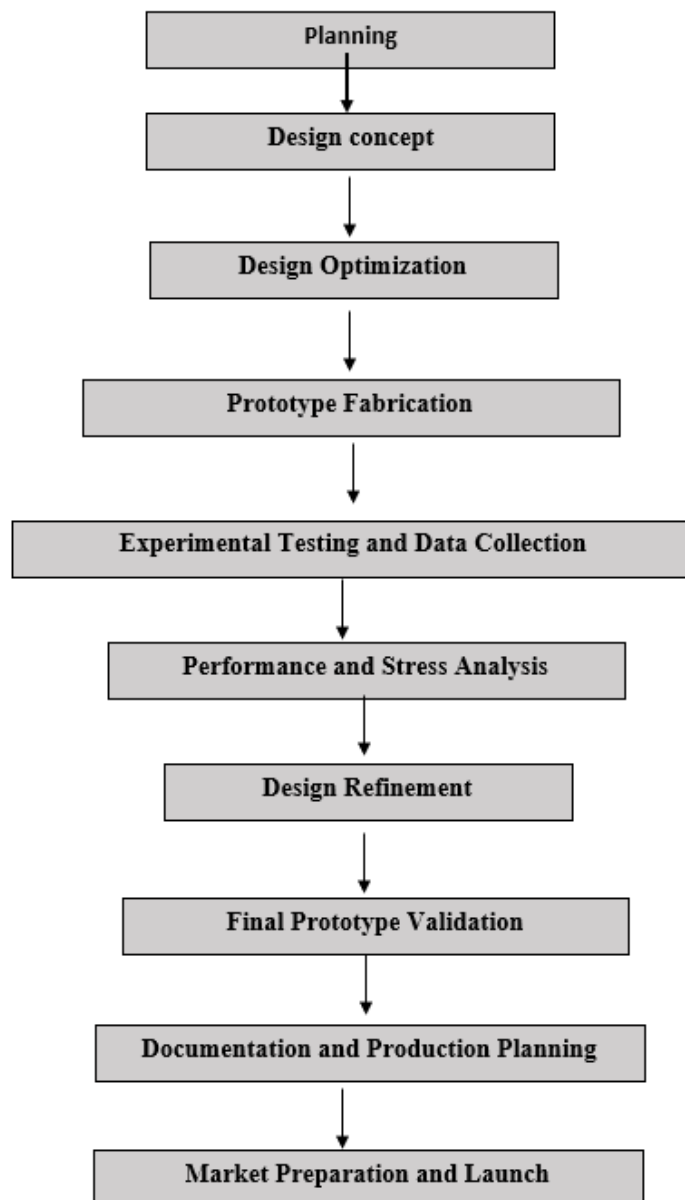 Planning
Design concept
Design Optimization
Prototype Fabrication
Experimental Testing and Data Collection
Performance and Stress Analysis
Design Refinement
Final Prototype Validation
Documentation and Production Planning
Market Preparation and Launch